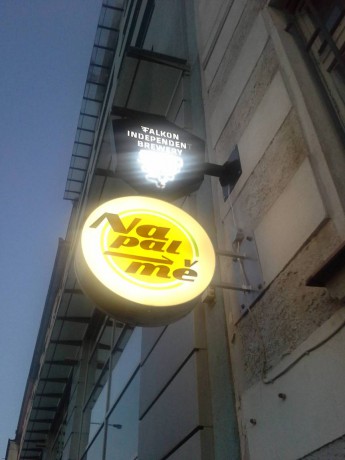 FALKON
INDEPENDENT
BREWERY
Na
pal
mě